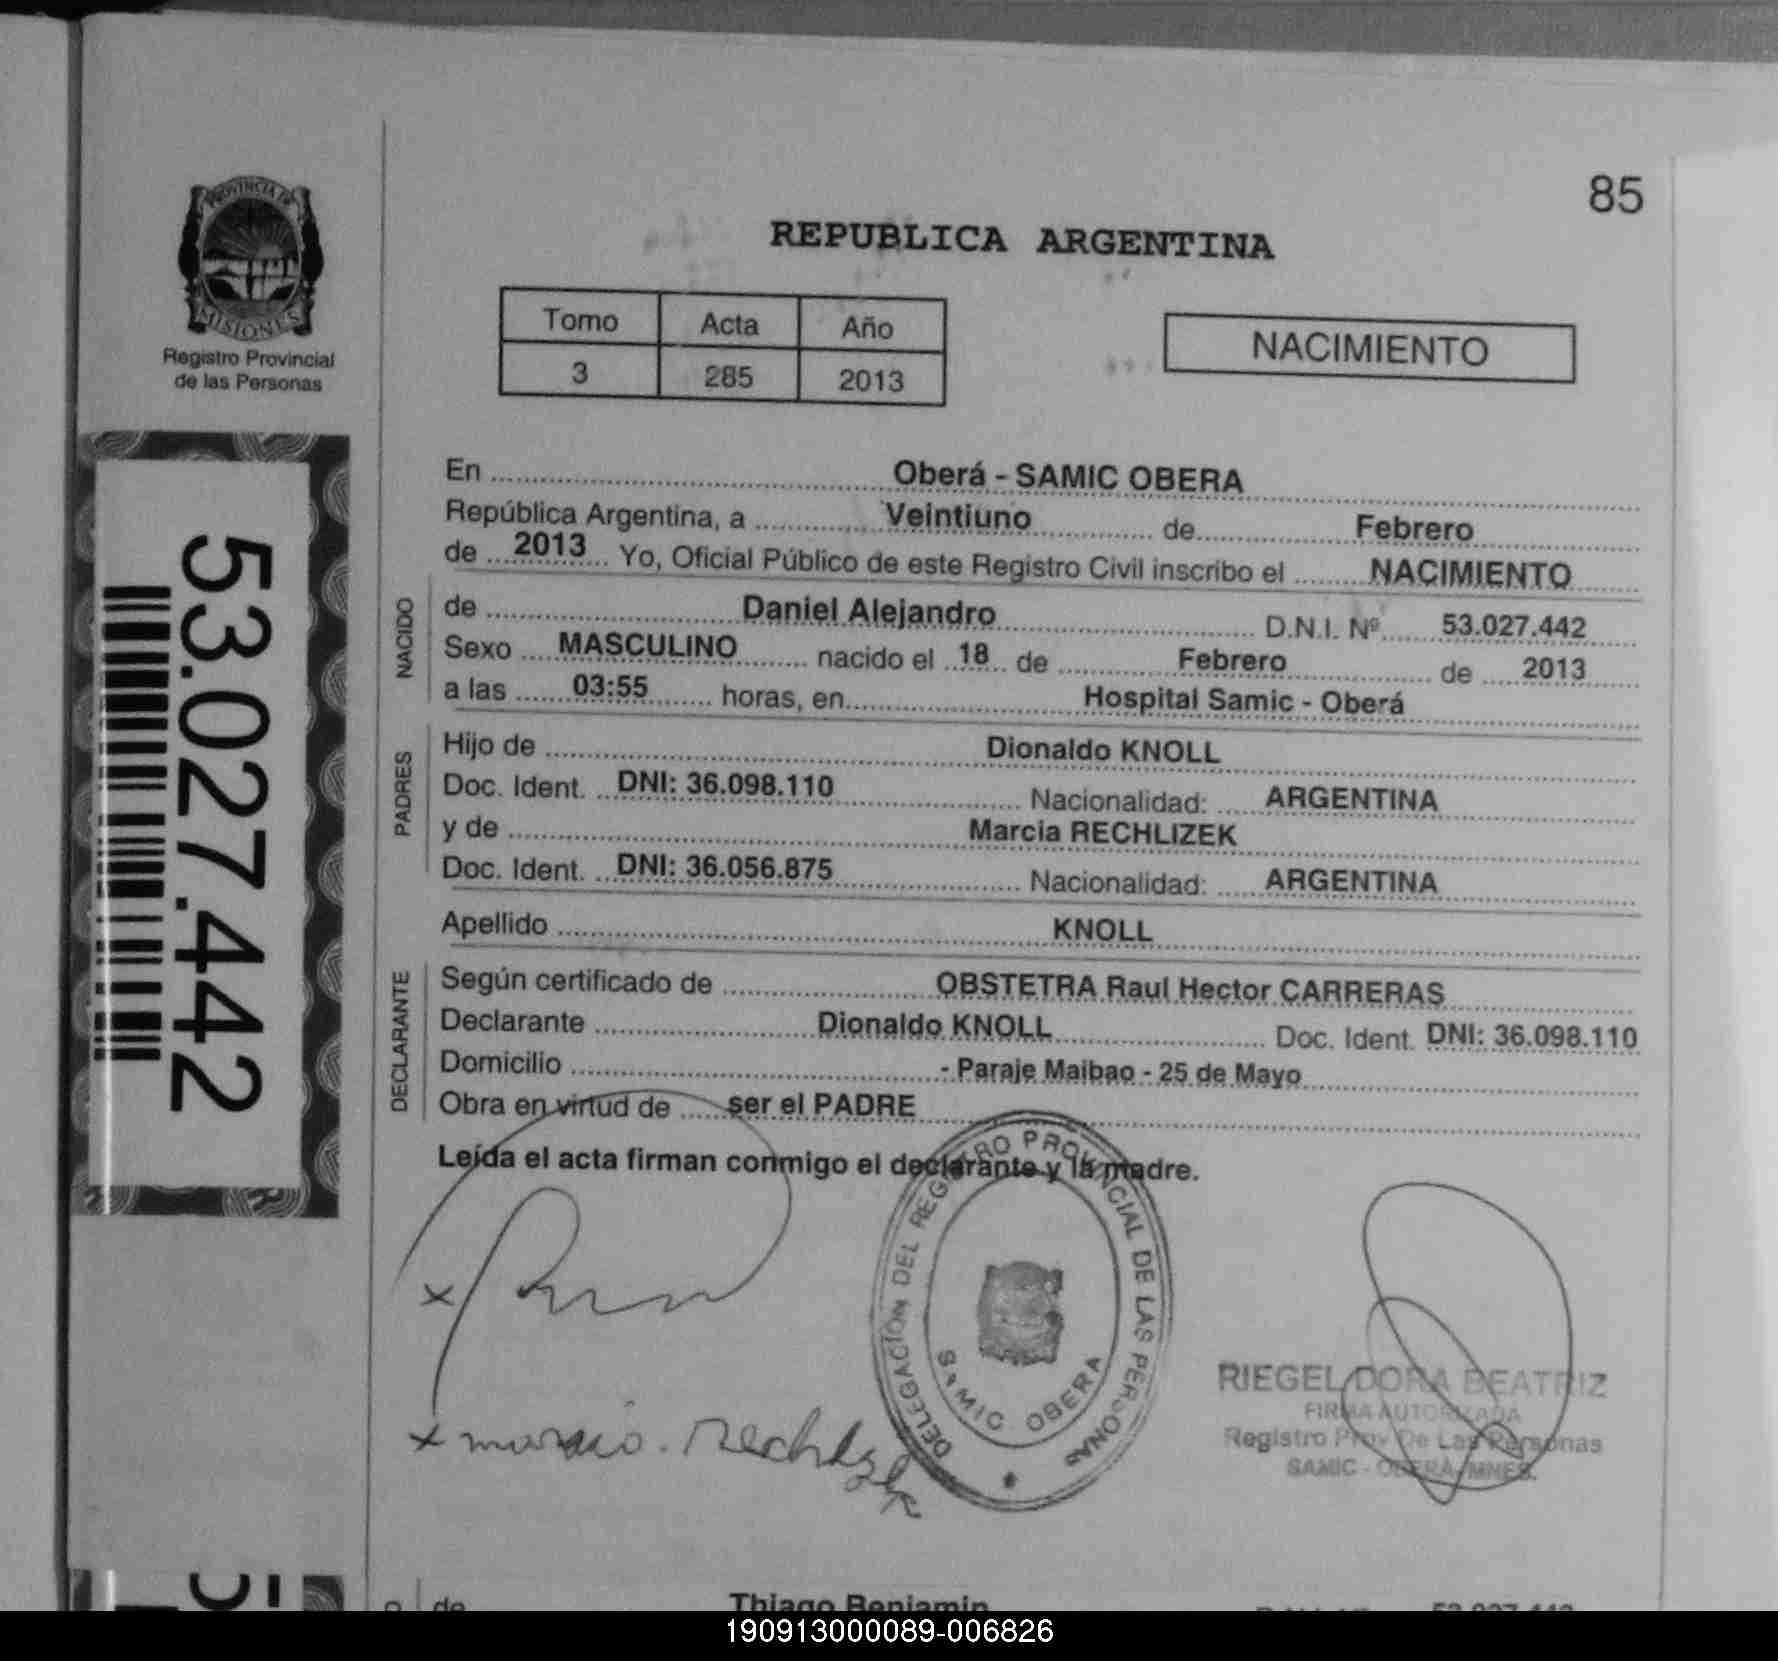 85
PROVINCIA DE
MISIONES
Registro Provincial
de las Personas
REPUBLICA ARGENTINA
Tomo Acta Año
3 285 2013
NACIMIENTO
53.027.442
En Oberá - SAMIC OBERA
República Argentina, a Veintiuno de Febrero
de 2013 Yo, Oficial Público de este Registro Civil inscribo el NACIMIENTO
NACIDO
de Daniel Alejandro D.N.I. Nº 53.027.442
Sexo MASCULINO nacido el 18 de Febrero de 2013
a las 03:55 horas, en Hospital Samic - Oberá
PADRES
Hijo de Dionaldo KNOLL
Doc. Ident. DNI: 36.098.110 Nacionalidad: ARGENTINA
y de Marcia RECHLIZEK
Doc. Ident. DNI: 36.056.875 Nacionalidad: ARGENTINA
Apellido KNOLL
DECLARANTE
Según certificado de OBSTETRA Raul Hector CARRERAS
Declarante Dionaldo KNOLL Doc. Ident. DNI: 36.098.110
Domicilio - Paraje Maibao - 25 de Mayo
Obra en virtud de ser el PADRE
Leída el acta firman conmigo el declarante y la madre.
DELEGACIÓN DEL REGISTRO PROVINCIAL DE LAS PERSONAS
SAMIC OBERA
RIEGEL DORA BEATRIZ
FIRMA AUTORIZADA
Registro Prov De Las Personas
SAMIC - OBERÁ - MNES.
x
x marcia. Rechlizek
de Thiago Benjamin
190913000089-006826